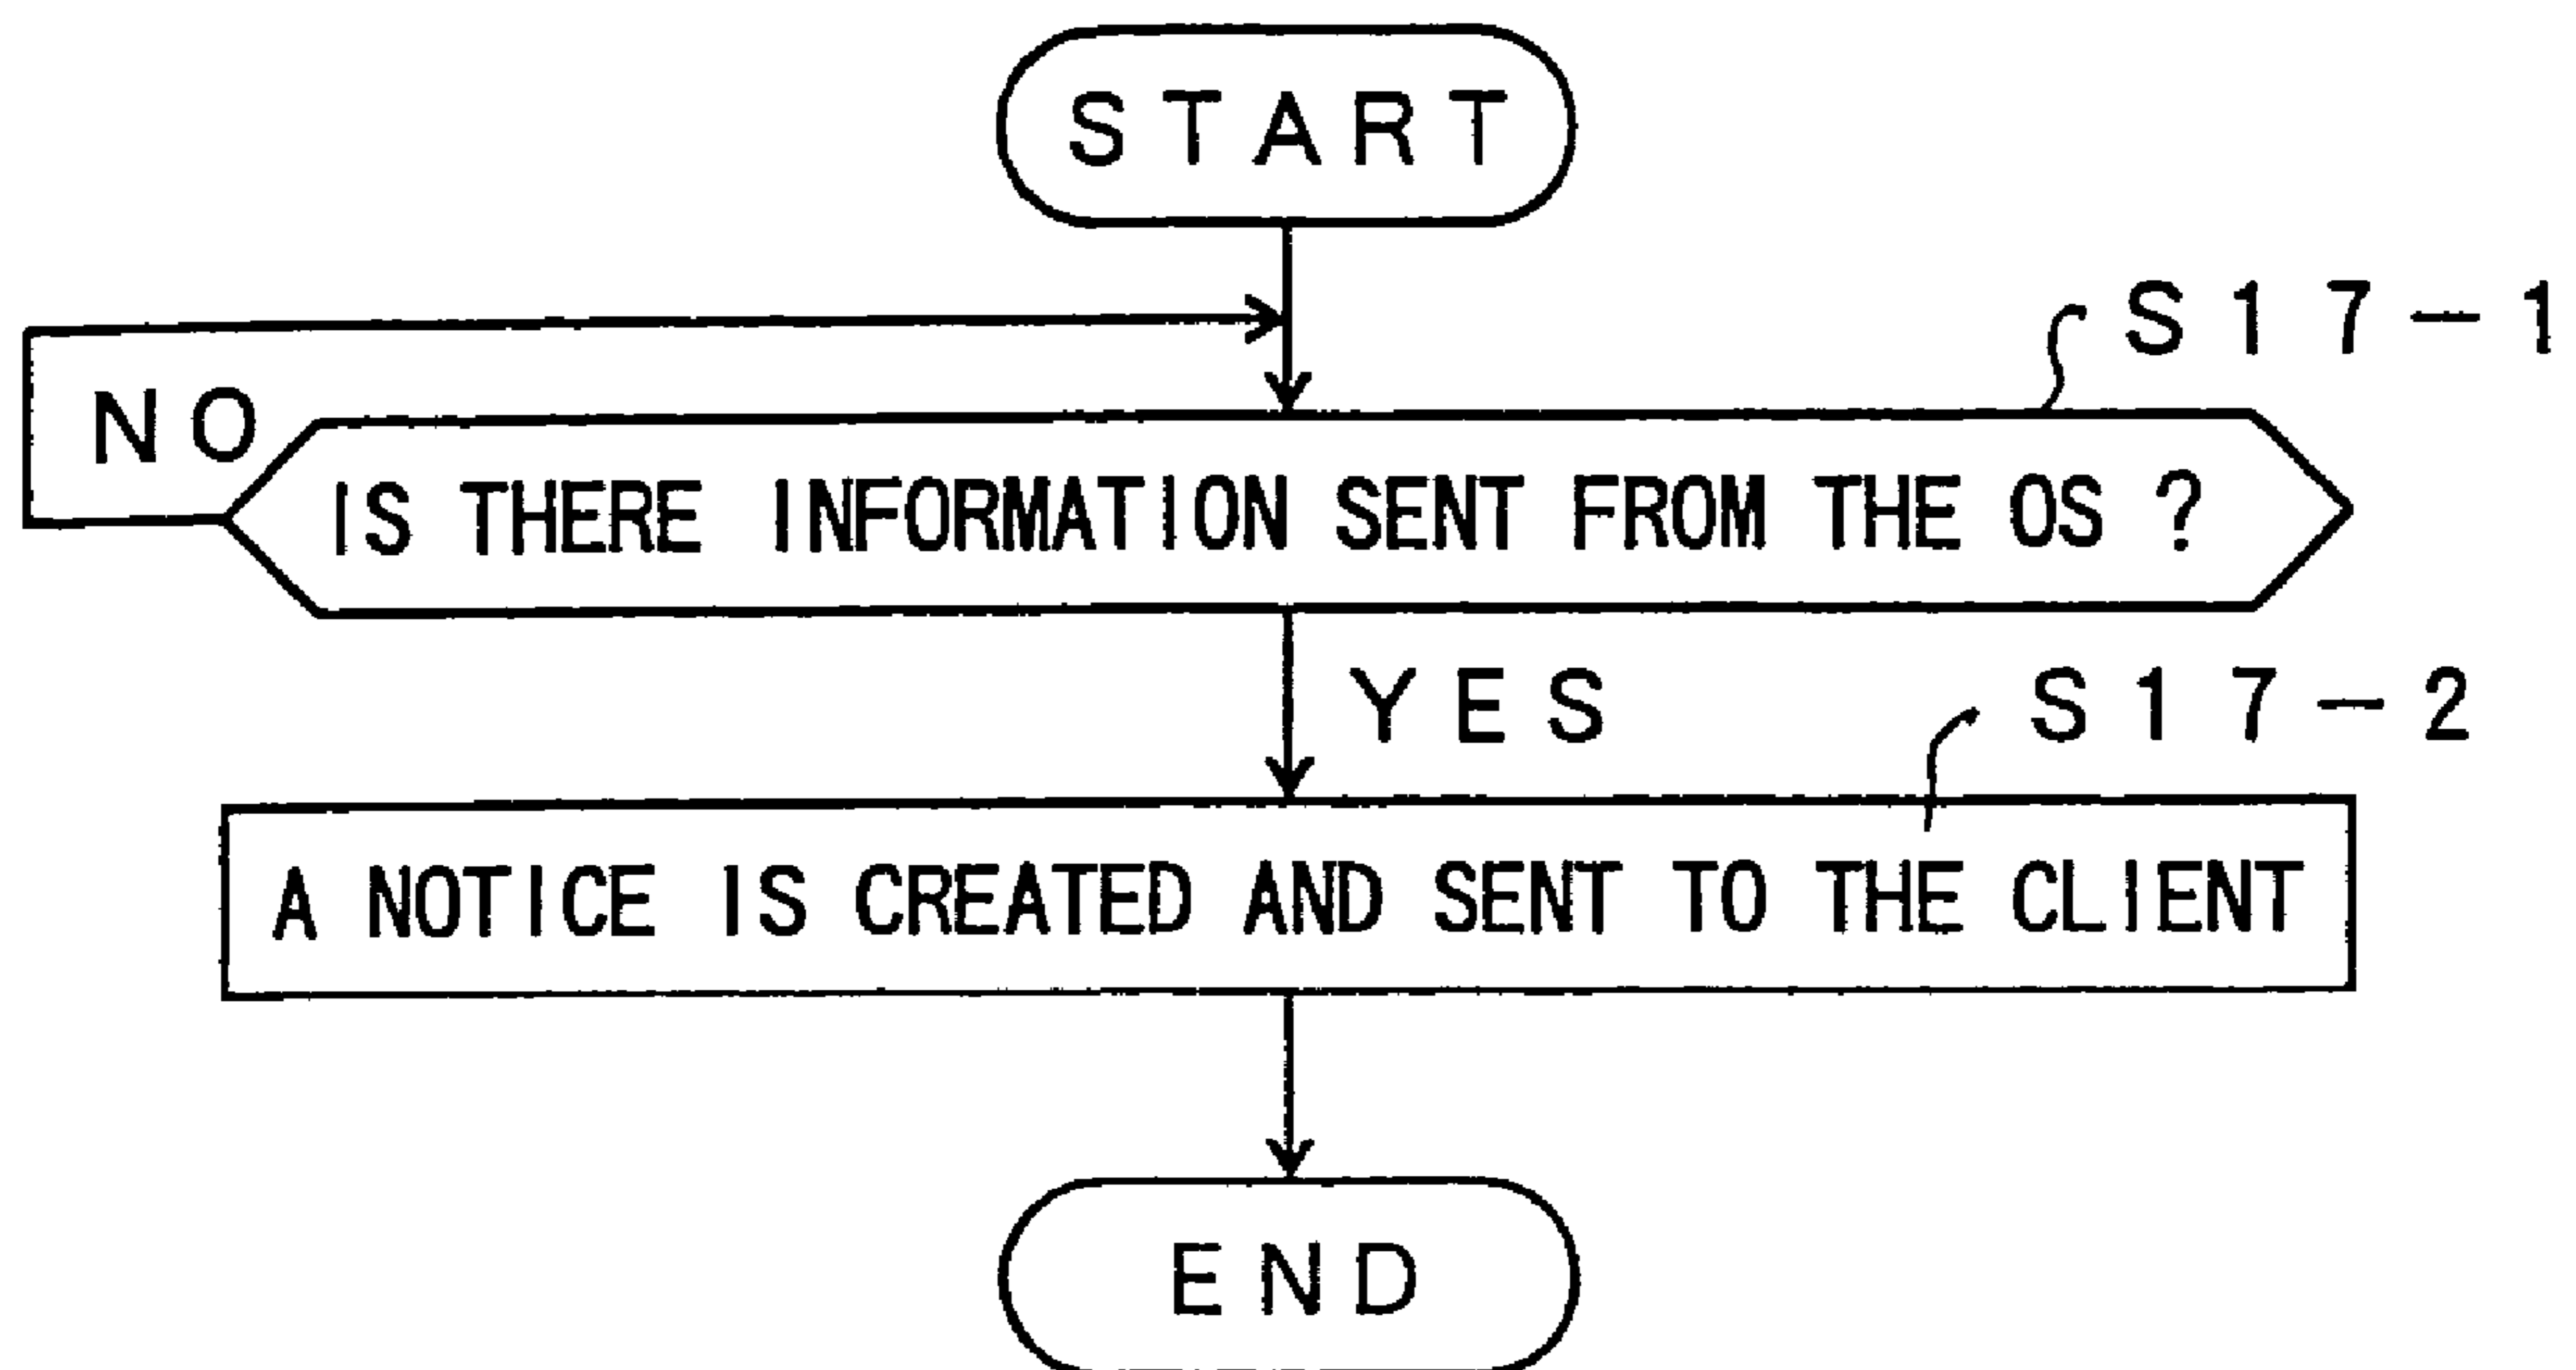 START
S17-1
NO
IS THERE INFORMATION SENT FROM THE OS ?
YES
S17-2
A NOTICE IS CREATED AND SENT TO THE CLIENT
END